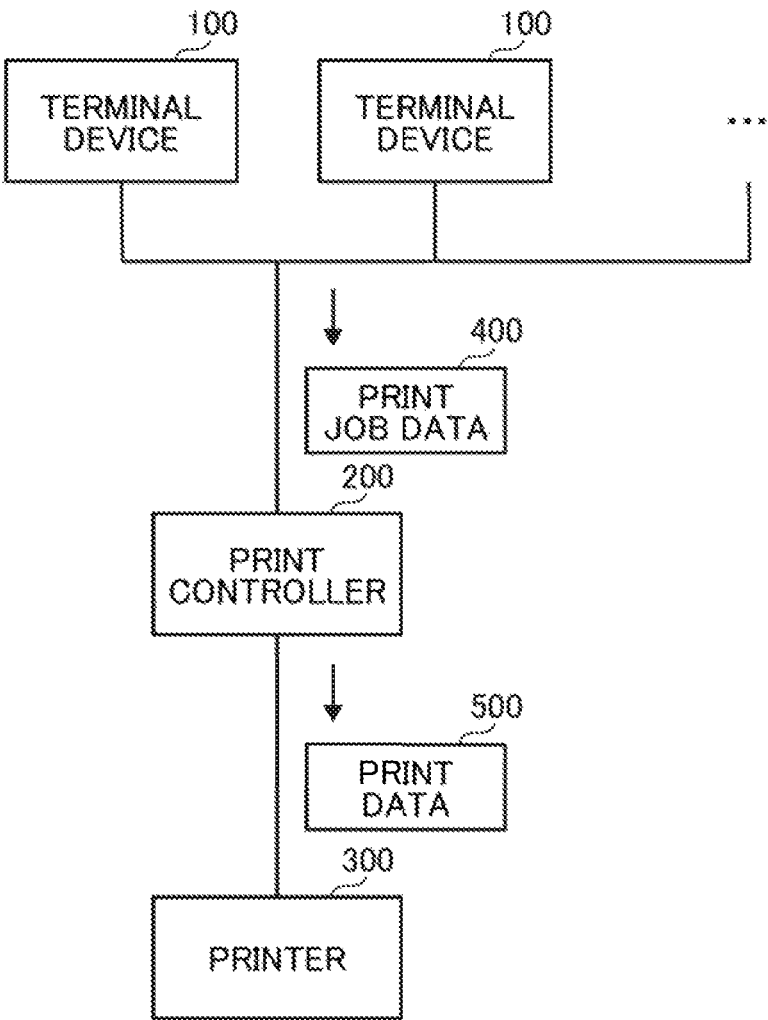 100
100
TERMINAL
DEVICE
TERMINAL
DEVICE
...
400
PRINT
JOB DATA
200
PRINT
CONTROLLER
500
PRINT
DATA
300
PRINTER